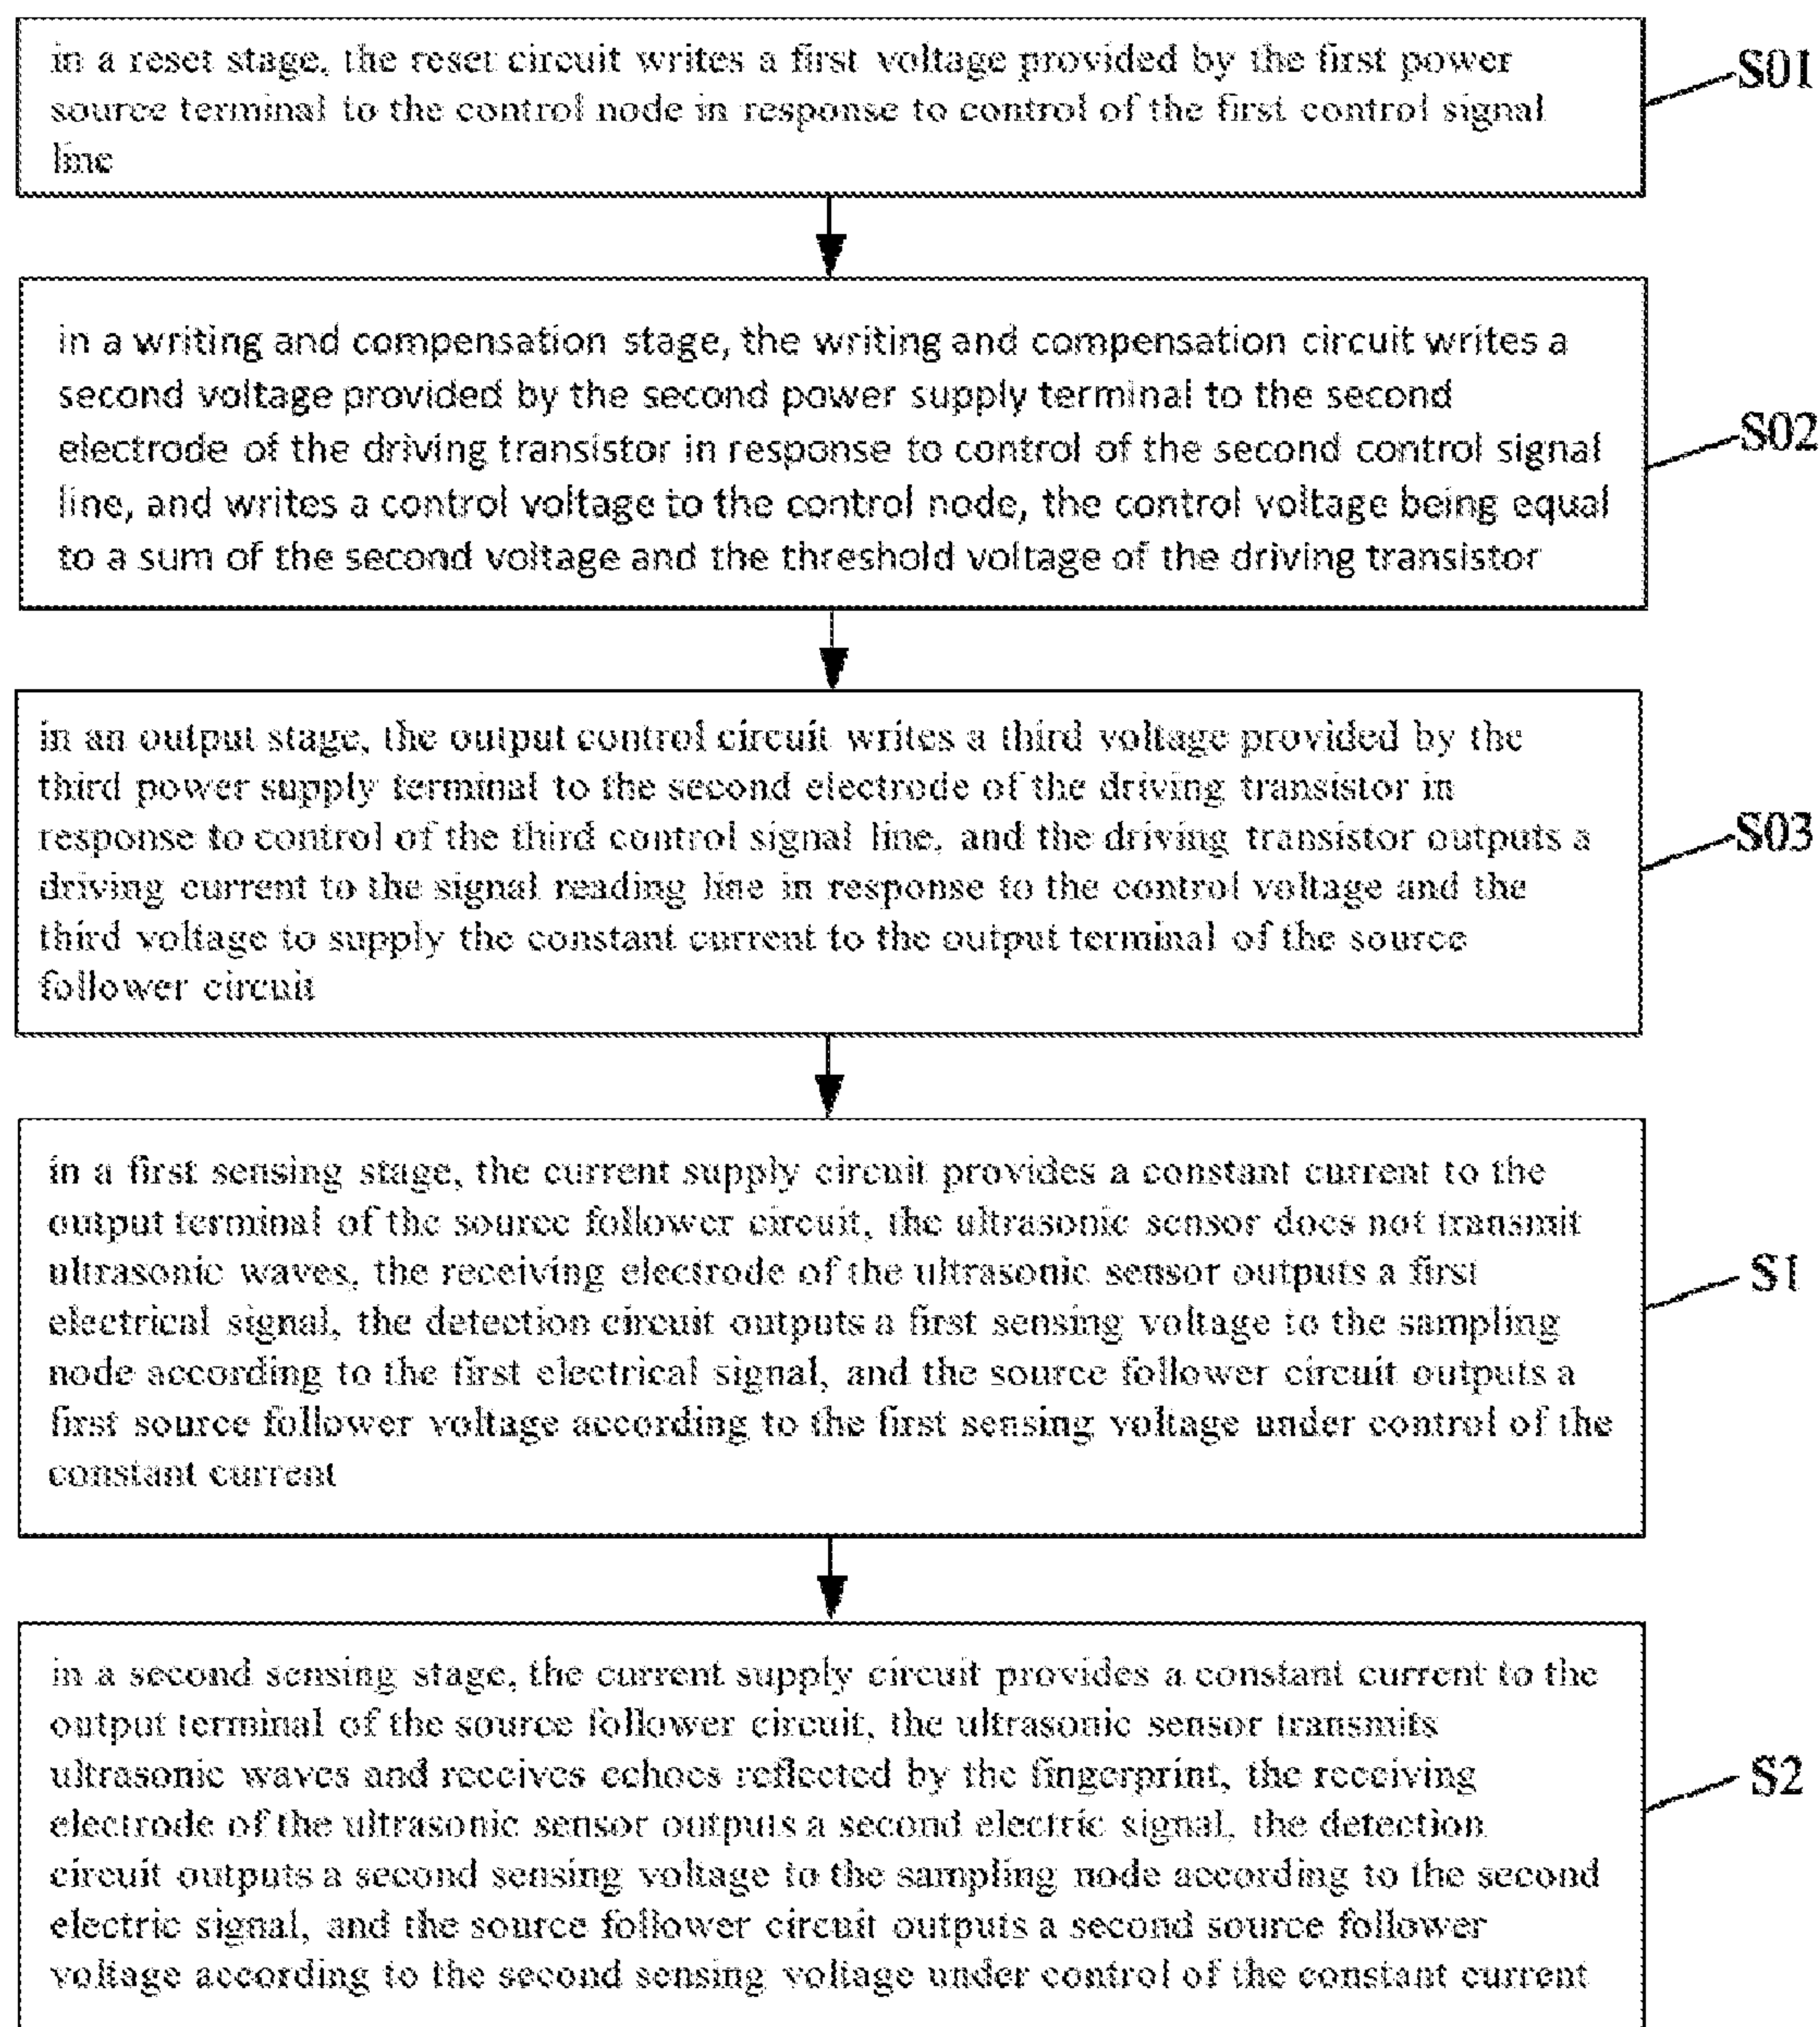 in a reset stage, the reset circuit writes a first voltage provided by the first power
source terminal to the control node in response to control of the first control signal
line
S01
in a writing and compensation stage, the writing and compensation circuit writes a
second voltage provided by the second power supply terminal to the second
electrode of the driving transistor in response to control of the second control signal
line, and writes a control voltage to the control node, the control voltage being equal
to a sum of the second voltage and the threshold voltage of the driving transistor
S02
in an output stage, the output control circuit writes a third voltage provided by the
third power supply terminal to the second electrode of the driving transistor in
response to control of the third control signal line, and the driving transistor outputs a
driving current to the signal reading line in response to the control voltage and the
third voltage to supply the constant current to the output terminal of the source
follower circuit
S03
in a first sensing stage, the current supply circuit provides a constant current to the
output terminal of the source follower circuit, the ultrasonic sensor does not transmit
ultrasonic waves, the receiving electrode of the ultrasonic sensor outputs a first
electrical signal, the detection circuit outputs a first sensing voltage to the sampling
node according to the first electrical signal, and the source follower circuit outputs a
first source follower voltage according to the first sensing voltage under control of the
constant current
S1
in a second sensing stage, the current supply circuit provides a constant current to the
output terminal of the source follower circuit, the ultrasonic sensor transmits
ultrasonic waves and receives echoes reflected by the fingerprint, the receiving
electrode of the ultrasonic sensor outputs a second electric signal, the detection
circuit outputs a second sensing voltage to the sampling node according to the second
electric signal, and the source follower circuit outputs a second source follower
voltage according to the second sensing voltage under control of the constant current
S2